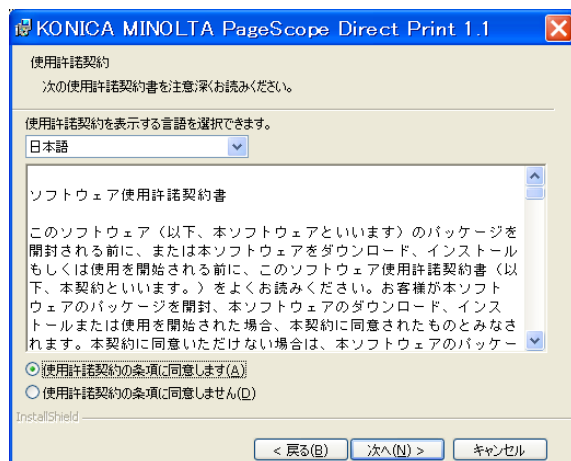 KONICA MINOLTA PageScope Direct Print 1.1
使用許諾契約
次の使用許諾契約書を注意深くお読みください。
使用許諾契約を表示する言語を選択できます。
日本語
ソフトウェア使用許諾契約書
このソフトウェア（以下、本ソフトウェアといいます）のパッケージを
開封される前に、または本ソフトウェアをダウンロード、インストール
もしくは使用を開始される前に、このソフトウェア使用許諾契約書（以
下、本契約といいます。）をよくお読みください。お客様が本ソフト
ウェアのパッケージを開封、本ソフトウェアのダウンロード、インス
トールまたは使用を開始された場合、本契約に同意されたものとみなさ
れます。本契約に同意いただけない場合は、本ソフトウェアのパッケー
使用許諾契約の条項に同意します(A)
使用許諾契約の条項に同意しません(D)
InstallShield
< 戻る(B)
次へ(N) >
キャンセル